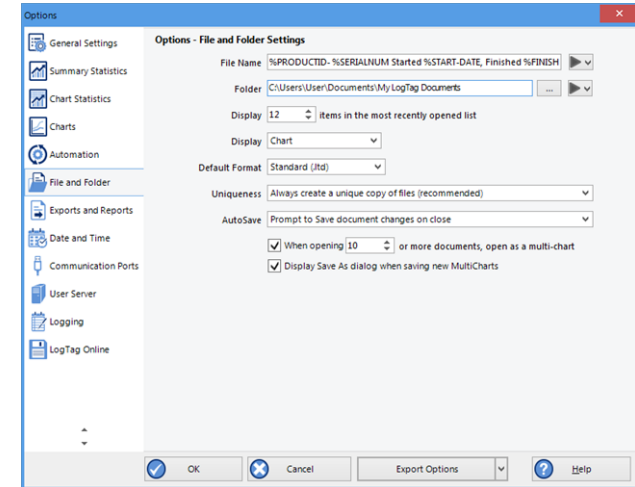 Options
General Settings
Summary Statistics
Chart Statistics
Charts
Automation
File and Folder
Exports and Reports
Date and Time
Communication Ports
User Server
Logging
LogTag Online
Options - File and Folder Settings
File Name %PRODUCTID- %SERIALNUM Started %START-DATE, Finished %FINISH
Folder C:\Users\User\Documents\My LogTag Documents ...
Display 12 items in the most recently opened list
Display Chart
Default Format Standard (.ltd)
Uniqueness Always create a unique copy of files (recommended)
AutoSave Prompt to Save document changes on close
When opening 10 or more documents, open as a multi-chart
Display Save As dialog when saving new MultiCharts
OK Cancel Export Options Help